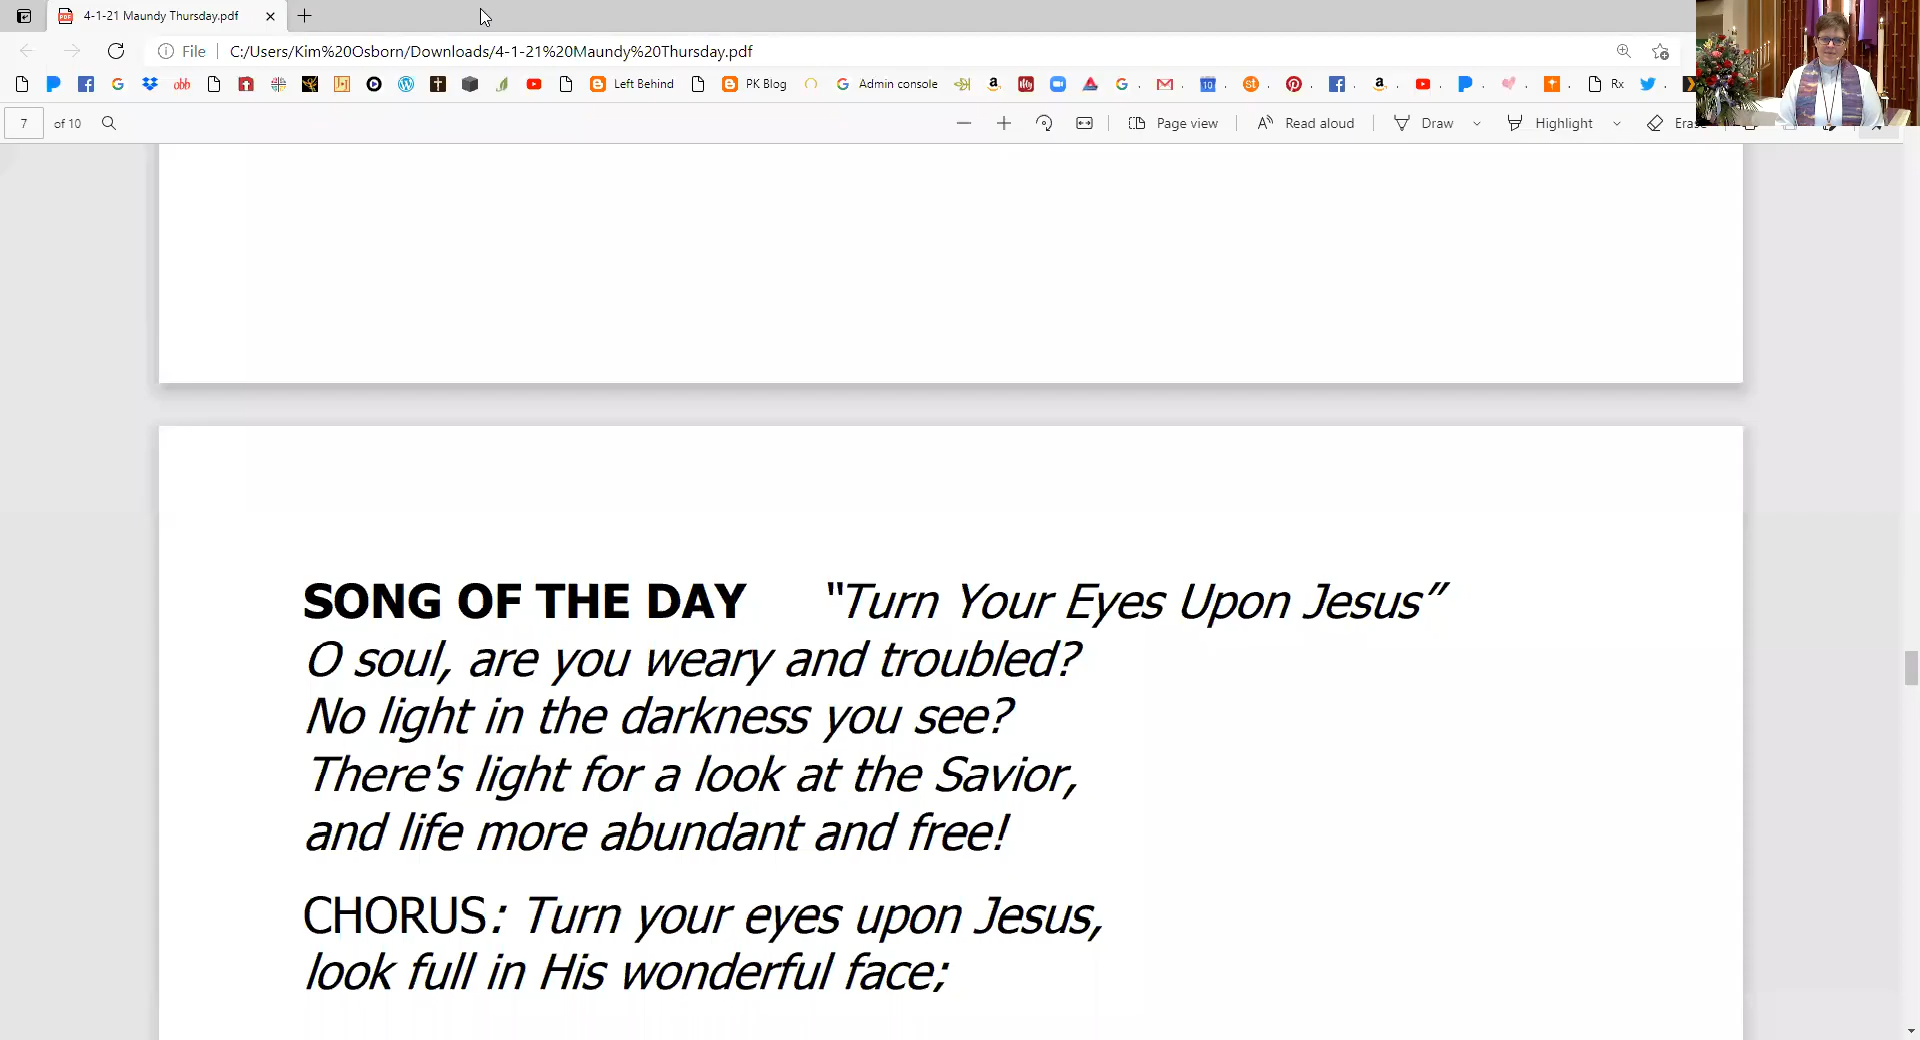 4-1-21 Maundy Thursday.pdf
File C:/Users/Kim%20Osborn/Downloads/4-1-21%20Maundy%20Thursday.pdf
Left Behind PK Blog Admin console Rx
7 of 10 Page view Read aloud Draw Highlight Erase
SONG OF THE DAY “Turn Your Eyes Upon Jesus”
O soul, are you weary and troubled?
No light in the darkness you see?
There's light for a look at the Savior,
and life more abundant and free!
CHORUS: Turn your eyes upon Jesus,
look full in His wonderful face;